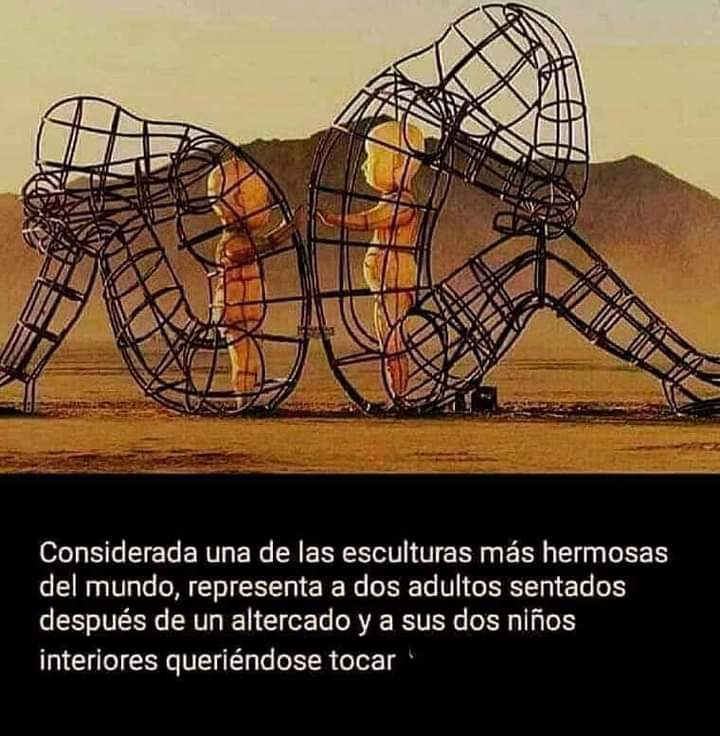 Considerada una de las esculturas más hermosas
del mundo, representa a dos adultos sentados
después de un altercado y a sus dos niños
interiores queriéndose tocar